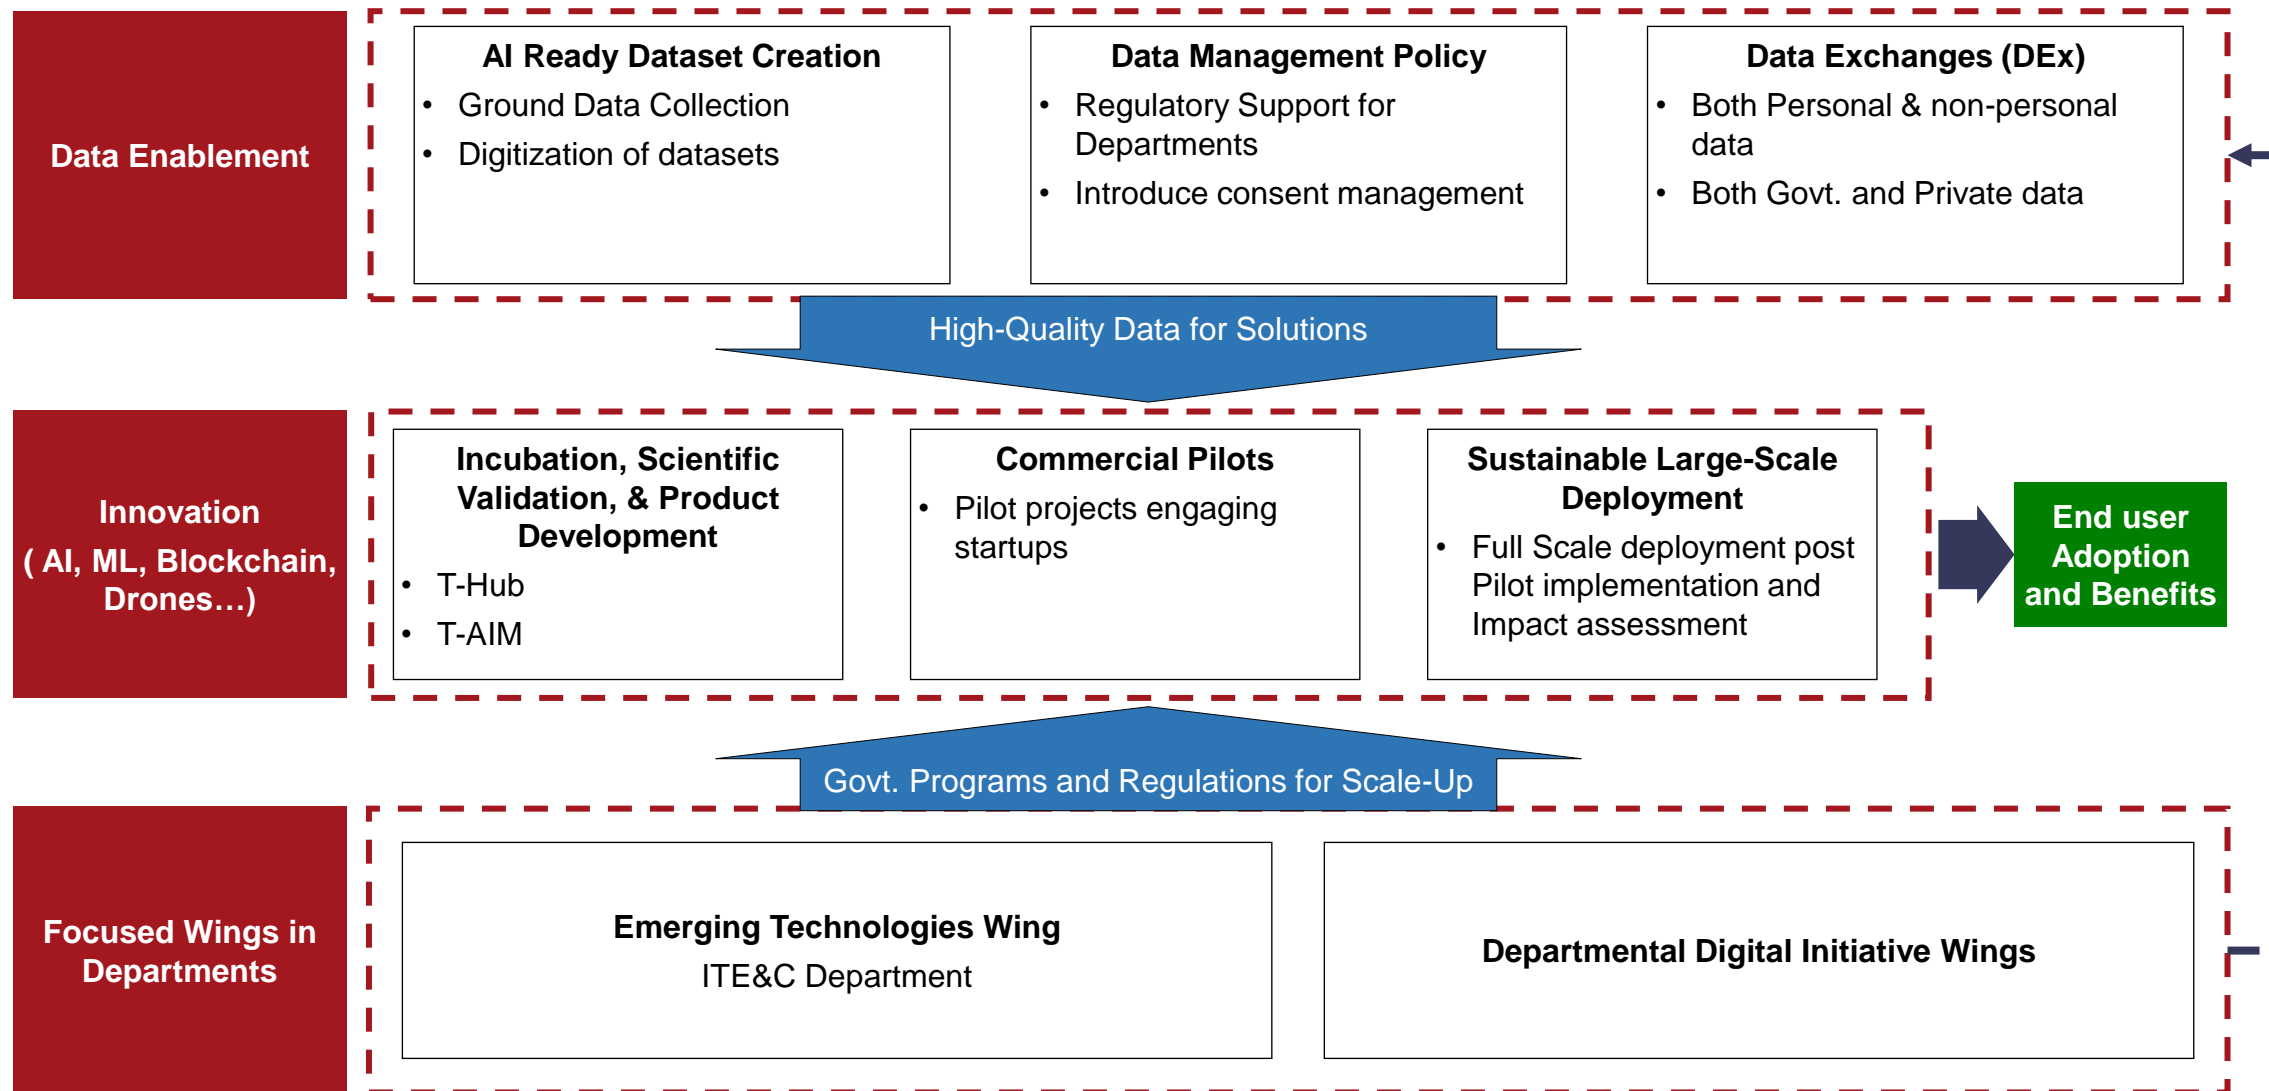 Data Enablement
AI Ready Dataset Creation
• Ground Data Collection
• Digitization of datasets
Data Management Policy
• Regulatory Support for
Departments
• Introduce consent management
Data Exchanges (DEx)
• Both Personal & non-personal
data
• Both Govt. and Private data
High-Quality Data for Solutions
Innovation
( AI, ML, Blockchain,
Drones…)
Incubation, Scientific
Validation, & Product
Development
• T-Hub
• T-AIM
Commercial Pilots
• Pilot projects engaging
startups
Sustainable Large-Scale
Deployment
• Full Scale deployment post
Pilot implementation and
Impact assessment
End user
Adoption
and Benefits
Govt. Programs and Regulations for Scale-Up
Focused Wings in
Departments
Emerging Technologies Wing
ITE&C Department
Departmental Digital Initiative Wings